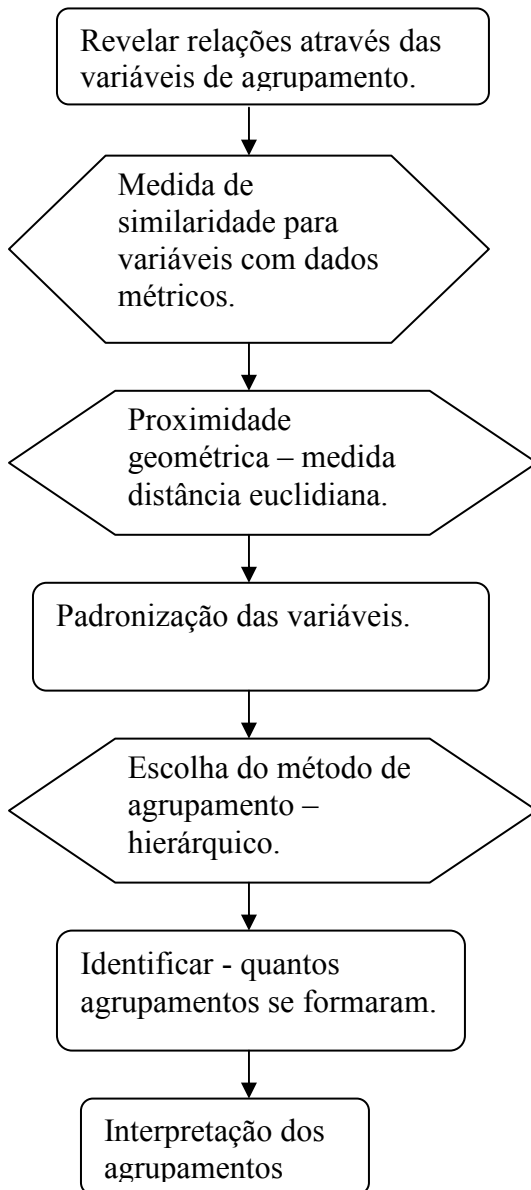 Revelar relações através das
variáveis de agrupamento.
Medida de
similaridade para
variáveis com dados
métricos.
Proximidade
geométrica – medida
distância euclidiana.
Padronização das variáveis.
Escolha do método de
agrupamento –
hierárquico.
Identificar - quantos
agrupamentos se formaram.
Interpretação dos
agrupamentos